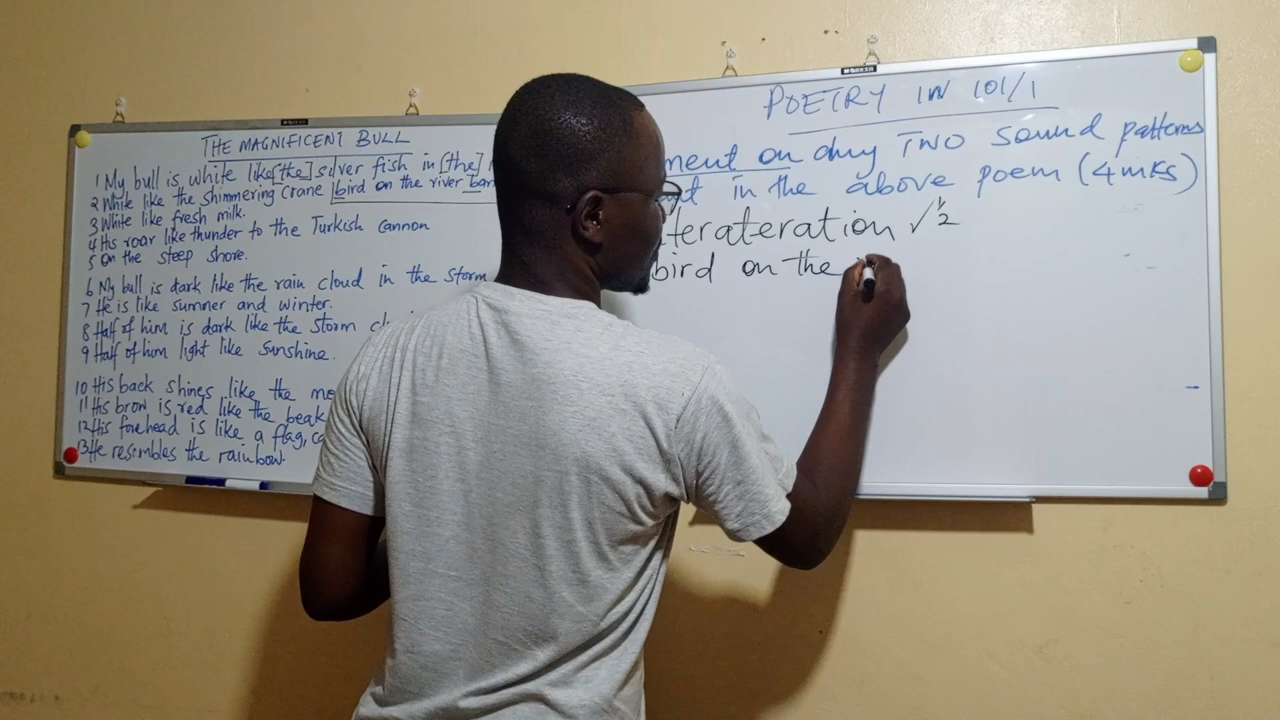 THE MAGNIFICENT BULL
1 My bull is white like [the] silver fish in [the]
2 White like the shimmering crane bird on the river ban
3 White like fresh milk.
4 His roar like thunder to the Turkish cannon
5 on the steep shore.
6 My bull is dark like the rain cloud in the storm
7 He is like summer and winter.
8 Half of him is dark like the storm
9 Half of him light like sunshine.
10 His back shines like the
11 His brow is red like the beak
12 His forehead is like a flag,
13 He resembles the rainbow.
POETRY IN 101/1
ment on any TWO sound patterns
in the above poem (4mks)
iterateration √½
bird on the